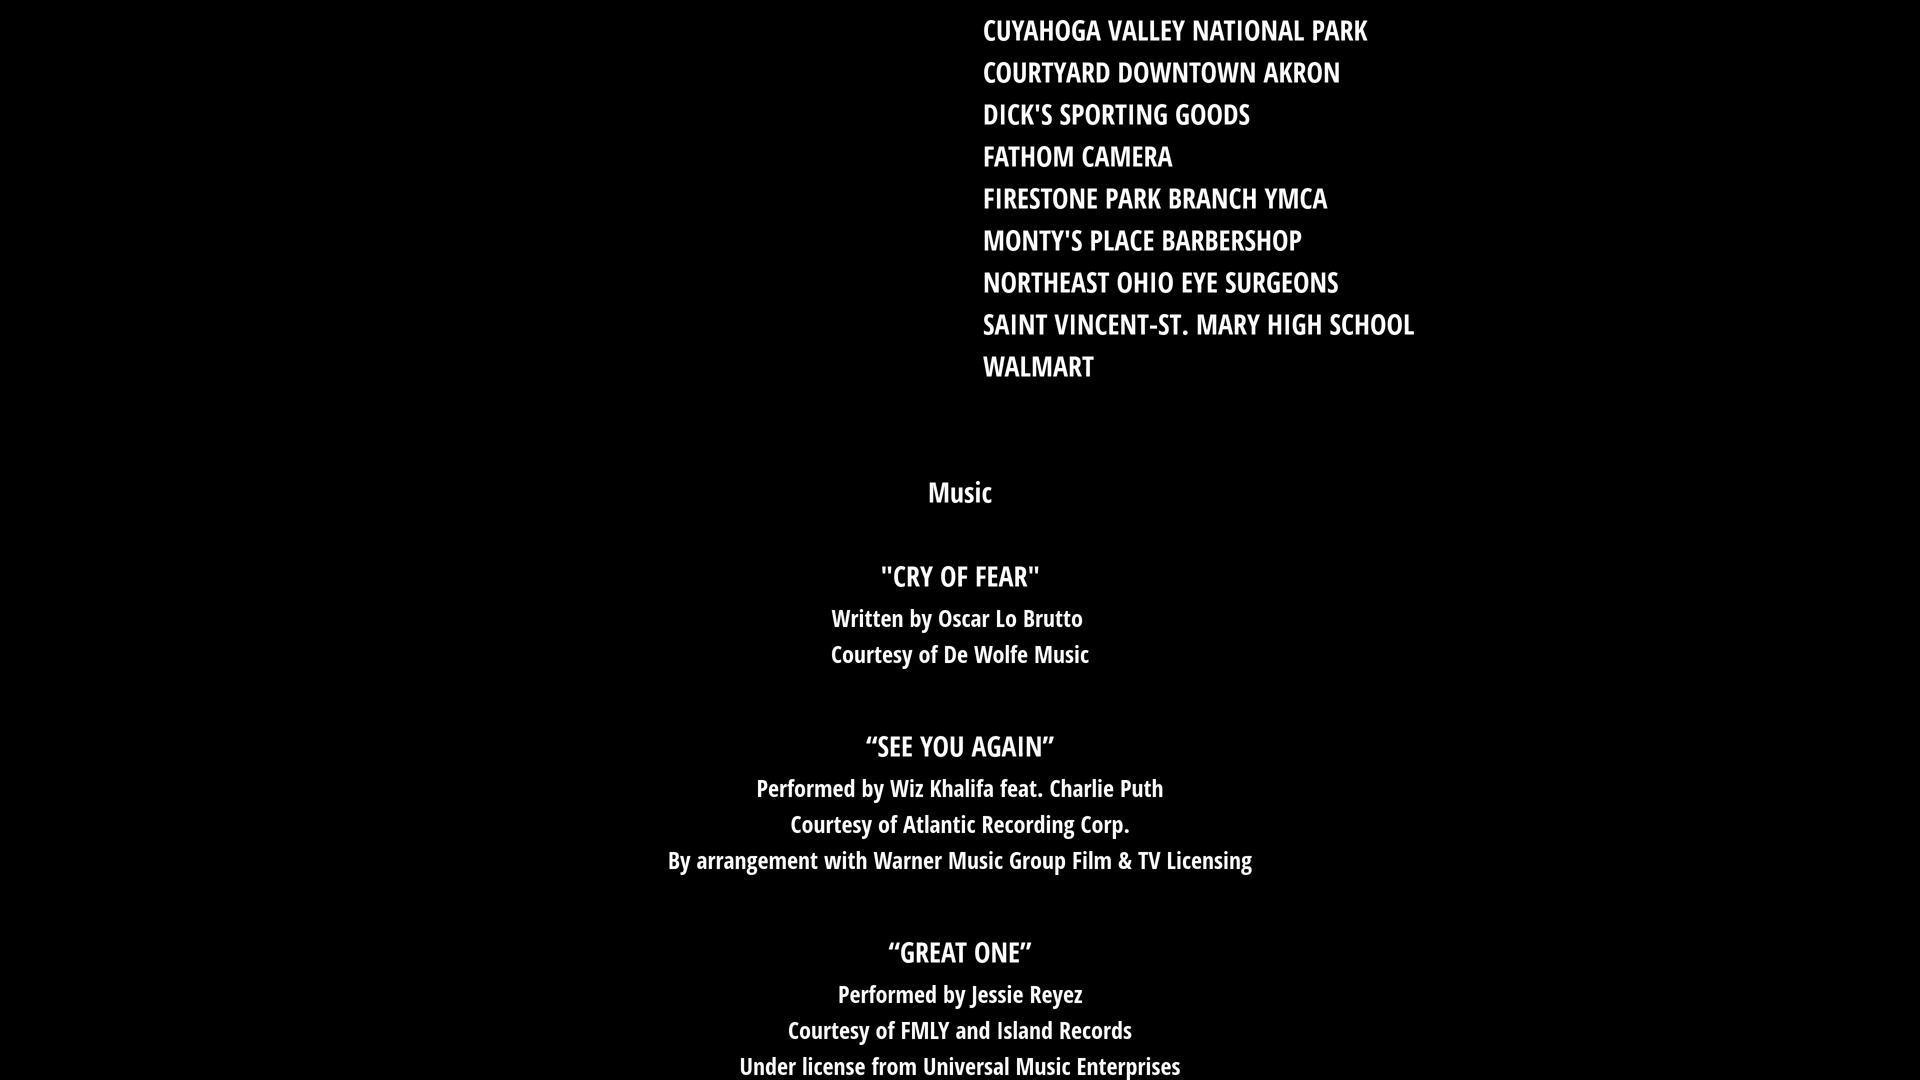 CUYAHOGA VALLEY NATIONAL PARK
COURTYARD DOWNTOWN AKRON
DICK'S SPORTING GOODS
FATHOM CAMERA
FIRESTONE PARK BRANCH YMCA
MONTY'S PLACE BARBERSHOP
NORTHEAST OHIO EYE SURGEONS
SAINT VINCENT-ST. MARY HIGH SCHOOL
WALMART
Music
"CRY OF FEAR"
Written by Oscar Lo Brutto
Courtesy of De Wolfe Music
“SEE YOU AGAIN”
Performed by Wiz Khalifa feat. Charlie Puth
Courtesy of Atlantic Recording Corp.
By arrangement with Warner Music Group Film & TV Licensing
“GREAT ONE”
Performed by Jessie Reyez
Courtesy of FMLY and Island Records
Under license from Universal Music Enterprises